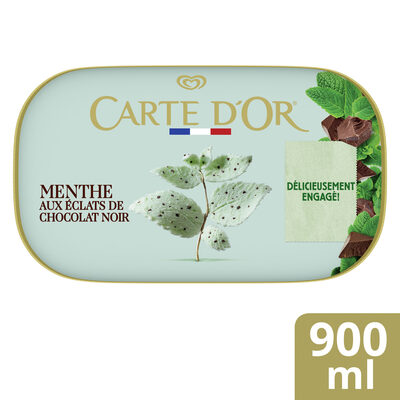 CARTE D'OR
MENTHE
AUX ÉCLATS DE
CHOCOLAT NOIR
DÉLICIEUSEMENT
ENGAGÉ!
900
ml